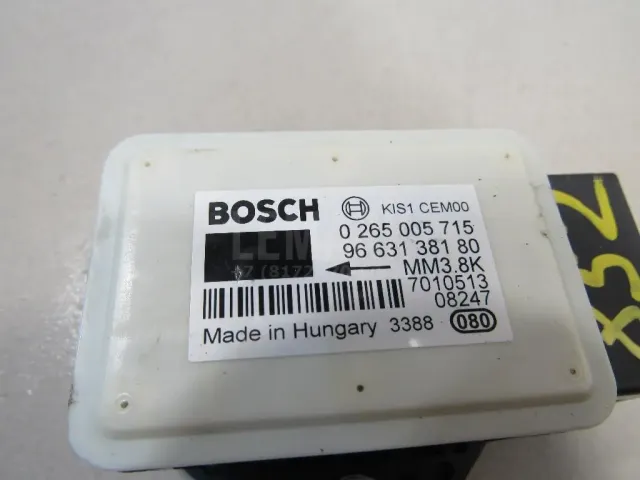 BOSCH KIS1 CEM00
0 265 005 715
96 631 381 80
MM3.8K
7010513
08247
Made in Hungary 3388 080